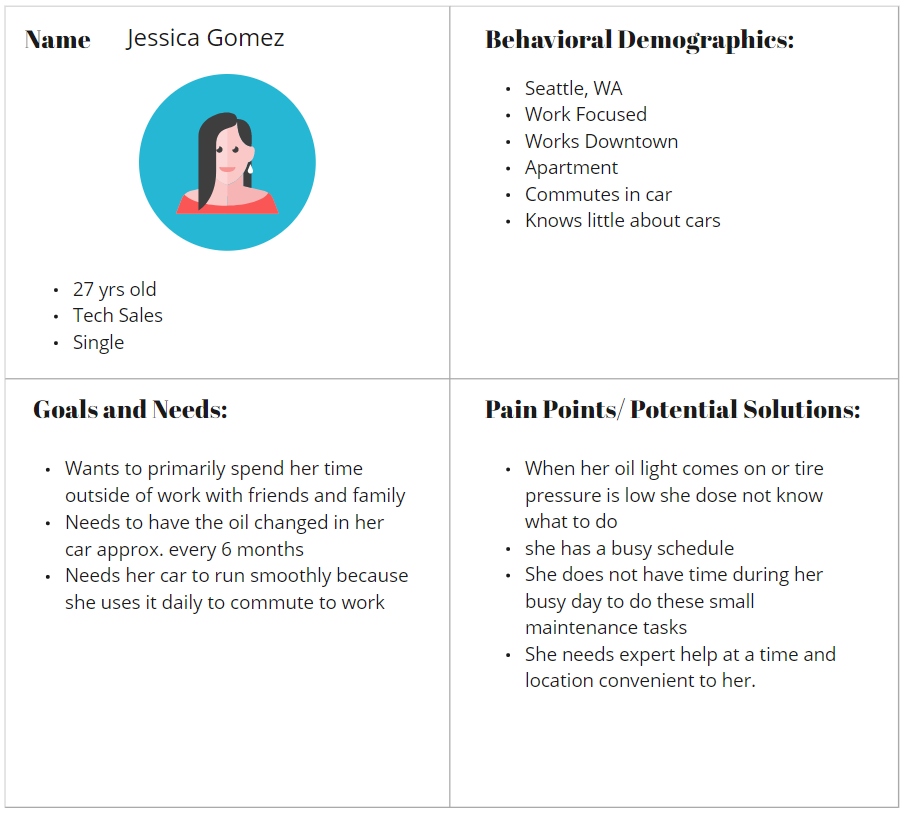 Name Jessica Gomez
27 yrs old
Tech Sales
Single
Behavioral Demographics:
Seattle, WA
Work Focused
Works Downtown
Apartment
Commutes in car
Knows little about cars
Goals and Needs:
Wants to primarily spend her time
outside of work with friends and family
Needs to have the oil changed in her
car approx. every 6 months
Needs her car to run smoothly because
she uses it daily to commute to work
Pain Points/ Potential Solutions:
When her oil light comes on or tire
pressure is low she dose not know
what to do
she has a busy schedule
She does not have time during her
busy day to do these small
maintenance tasks
She needs expert help at a time and
location convenient to her.